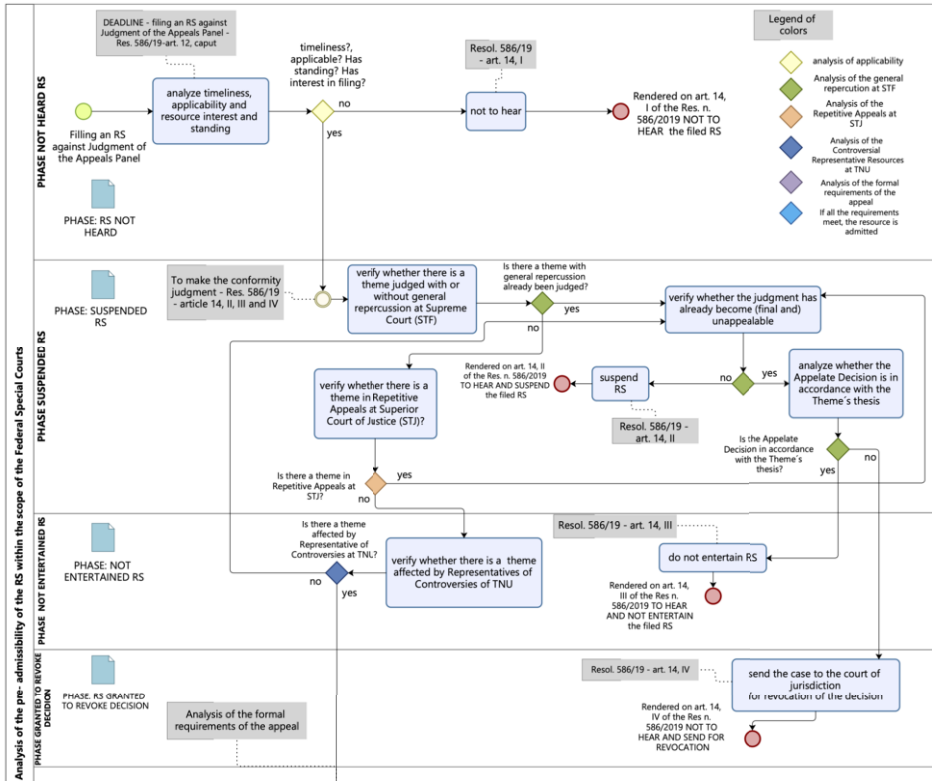 Analysis of the pre- admissibility of the RS within the scope of the Federal Special Courts
PHASE NOT HEARD RS
DEADLINE - filing an RS against
Judgment of the Appeals Panel -
Res. 586/19-art. 12, caput
analyze timeliness,
applicability and
resource interest and
standing
Filling an RS
against Judgment of
the Appeals Panel
timeliness?,
applicable? Has
standing? Has
interest in filing?
no
yes
Resol. 586/19
- art. 14, I
not to hear
Rendered on art. 14,
I of the Res. n.
586/2019 NOT TO
HEAR the filed RS
PHASE: RS NOT
HEARD
Legend of
colors
analysis of applicability
Analysis of the general
repercution at STF
Analysis of the
Repetitive Appeals at
STJ
Analysis of the
Controversial
Representative Resources
at TNU
Analysis of the formal
requirements of the
appeal
If all the requirements
meet, the resource is
admitted
PHASE SUSPENDED RS
PHASE: SUSPENDED
RS
To make the conformity
judgment - Res. 586/19
- article 14, II, III and IV
verify whether there is a
theme judged with or
without general
repercussion at Supreme
Court (STF)
Is there a theme with
general repercussion
already been judged?
yes
no
verify whether the judgment has
already become (final and)
unappealable
verify whether there is a
theme in Repetitive
Appeals at Superior
Court of Justice (STJ)?
Rendered on art. 14, II
of the Res. n. 586/2019
TO HEAR AND SUSPEND
the filed RS
suspend
RS
no
yes
Resol. 586/19 -
art. 14, II
analyze whether the
Appelate Decision is in
accordance with the
Theme´s thesis
Is the Appelate
Decision in accordance
with the Theme´s
thesis?
yes
no
Is there a theme in
Repetitive Appeals at
STJ?
yes
no
PHASE NOT ENTERTAINED RS
PHASE: NOT
ENTERTAINED RS
Is there a theme
affected by
Representative of
Controversies at TNL?
no
yes
verify whether there is a theme
affected by Representatives of
Controversies of TNU
Resol. 586/19 - art. 14, III
do not entertain RS
Rendered on art. 14,
III of the Res n.
586/2019 TO HEAR
AND NOT ENTERTAIN
the filed RS
PHASE GRANTED TO REVOKE
DECIDION
PHASE: RS GRANTED
TO REVOKE DECISION
Analysis of the formal
requirements of the appeal
Resol. 586/19 - art. 14, IV
send the case to the court of
jurisdiction
for revocation of the decision
Rendered on art. 14,
IV of the Res n.
586/2019 NOT TO
HEAR AND SEND FOR
REVOCATION